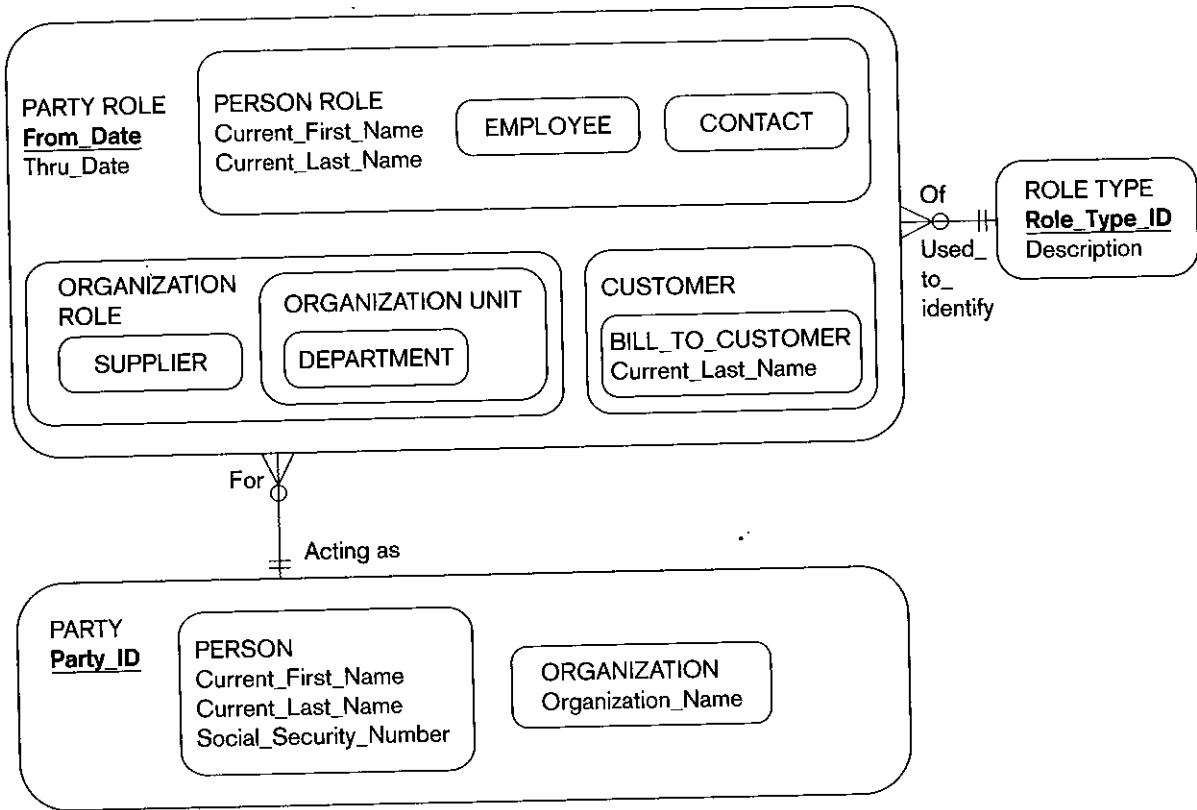 PARTY ROLE
From_Date
Thru_Date
PERSON ROLE
Current_First_Name
Current_Last_Name
EMPLOYEE
CONTACT
Of
Used_
to_
identify
ROLE TYPE
Role_Type_ID
Description
ORGANIZATION
ROLE
SUPPLIER
ORGANIZATION UNIT
DEPARTMENT
CUSTOMER
BILL_TO_CUSTOMER
Current_Last_Name
For
Acting as
PARTY
Party_ID
PERSON
Current_First_Name
Current_Last_Name
Social_Security_Number
ORGANIZATION
Organization_Name